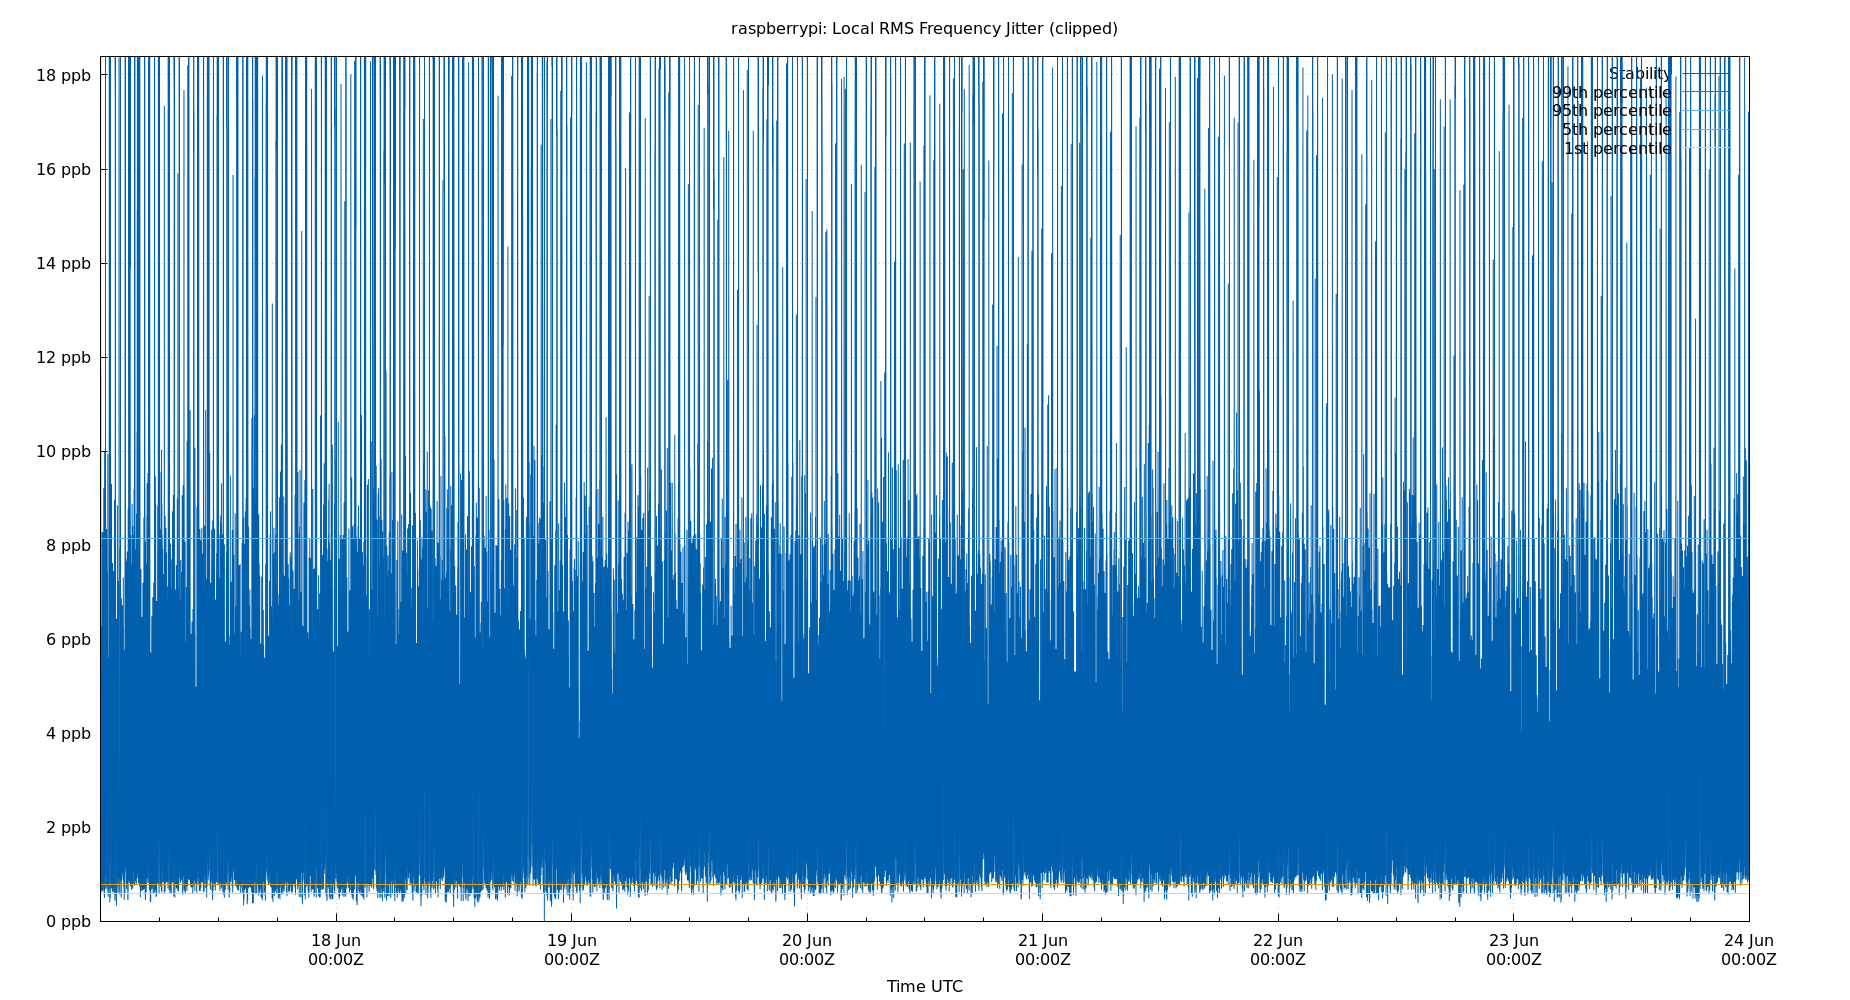 raspberrypi: Local RMS Frequency Jitter (clipped)
18 ppb
16 ppb
14 ppb
12 ppb
10 ppb
8 ppb
6 ppb
4 ppb
2 ppb
0 ppb
Stability
99th percentile
95th percentile
5th percentile
1st percentile
18 Jun
00:00Z
19 Jun
00:00Z
20 Jun
00:00Z
21 Jun
00:00Z
22 Jun
00:00Z
23 Jun
00:00Z
24 Jun
00:00Z
Time UTC